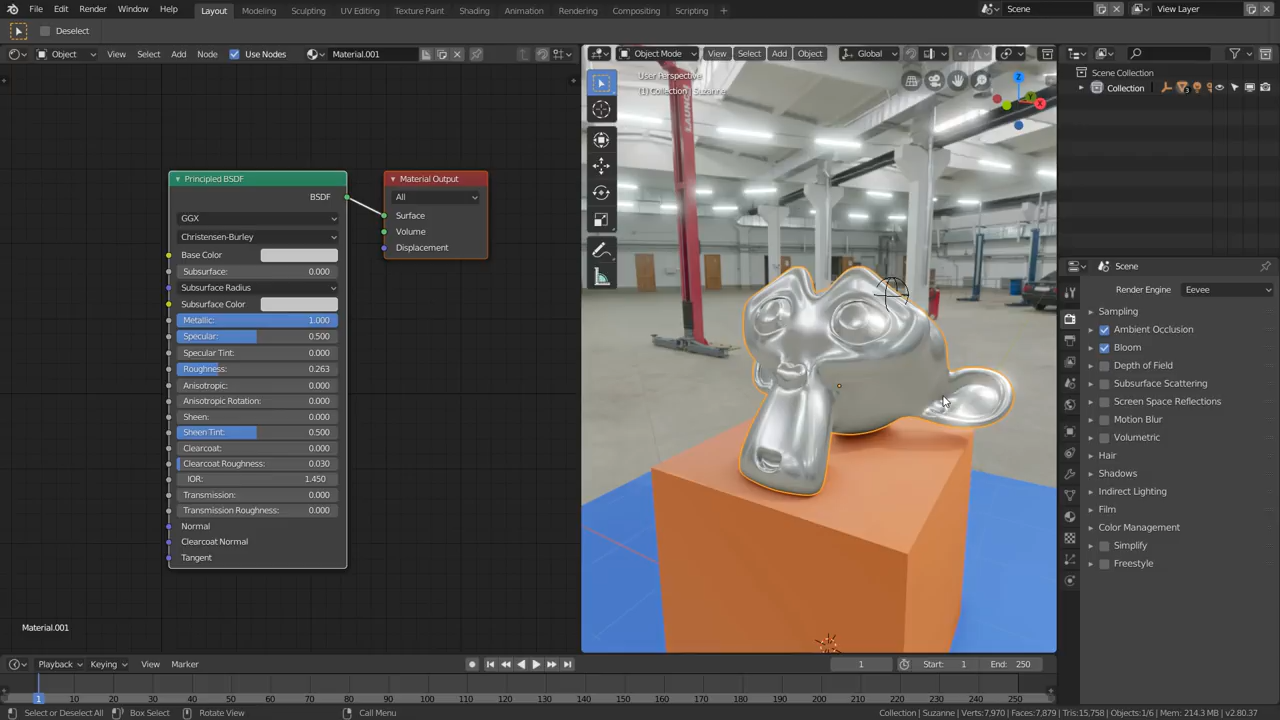 File Edit Render Window Help Layout Modeling Sculpting UV Editing Texture Paint Shading Animation Rendering Compositing Scripting + Scene View Layer
Deselect
Object View Select Add Node Use Nodes Material.001
Object Mode View Select Add Object Global
User Perspective
(1) Collection | Suzanne
Z
Y
X
LAUNCH
Principled BSDF
BSDF
GGX
Christensen-Burley
Base Color
Subsurface: 0.000
Subsurface Radius
Subsurface Color
Metallic: 1.000
Specular: 0.500
Specular Tint: 0.000
Roughness: 0.263
Anisotropic: 0.000
Anisotropic Rotation: 0.000
Sheen: 0.000
Sheen Tint: 0.500
Clearcoat: 0.000
Clearcoat Roughness: 0.030
IOR: 1.450
Transmission: 0.000
Transmission Roughness: 0.000
Normal
Clearcoat Normal
Tangent
Material Output
All
Surface
Volume
Displacement
Material.001
Scene Collection
Collection
Scene
Render Engine Eevee
Sampling
Ambient Occlusion
Bloom
Depth of Field
Subsurface Scattering
Screen Space Reflections
Motion Blur
Volumetric
Hair
Shadows
Indirect Lighting
Film
Color Management
Simplify
Freestyle
Playback Keying View Marker 1 Start: 1 End: 250
1 10 20 30 40 50 60 70 80 90 100 110 120 130 140 150 160 170 180 190 200 210 220 230 240 250
Select or Deselect All Box Select Rotate View Call Menu Collection | Suzanne | Verts:7,970 | Faces:7,879 | Tris:15,758 | Objects:1/6 | Mem: 214.3 MB | v2.80.37